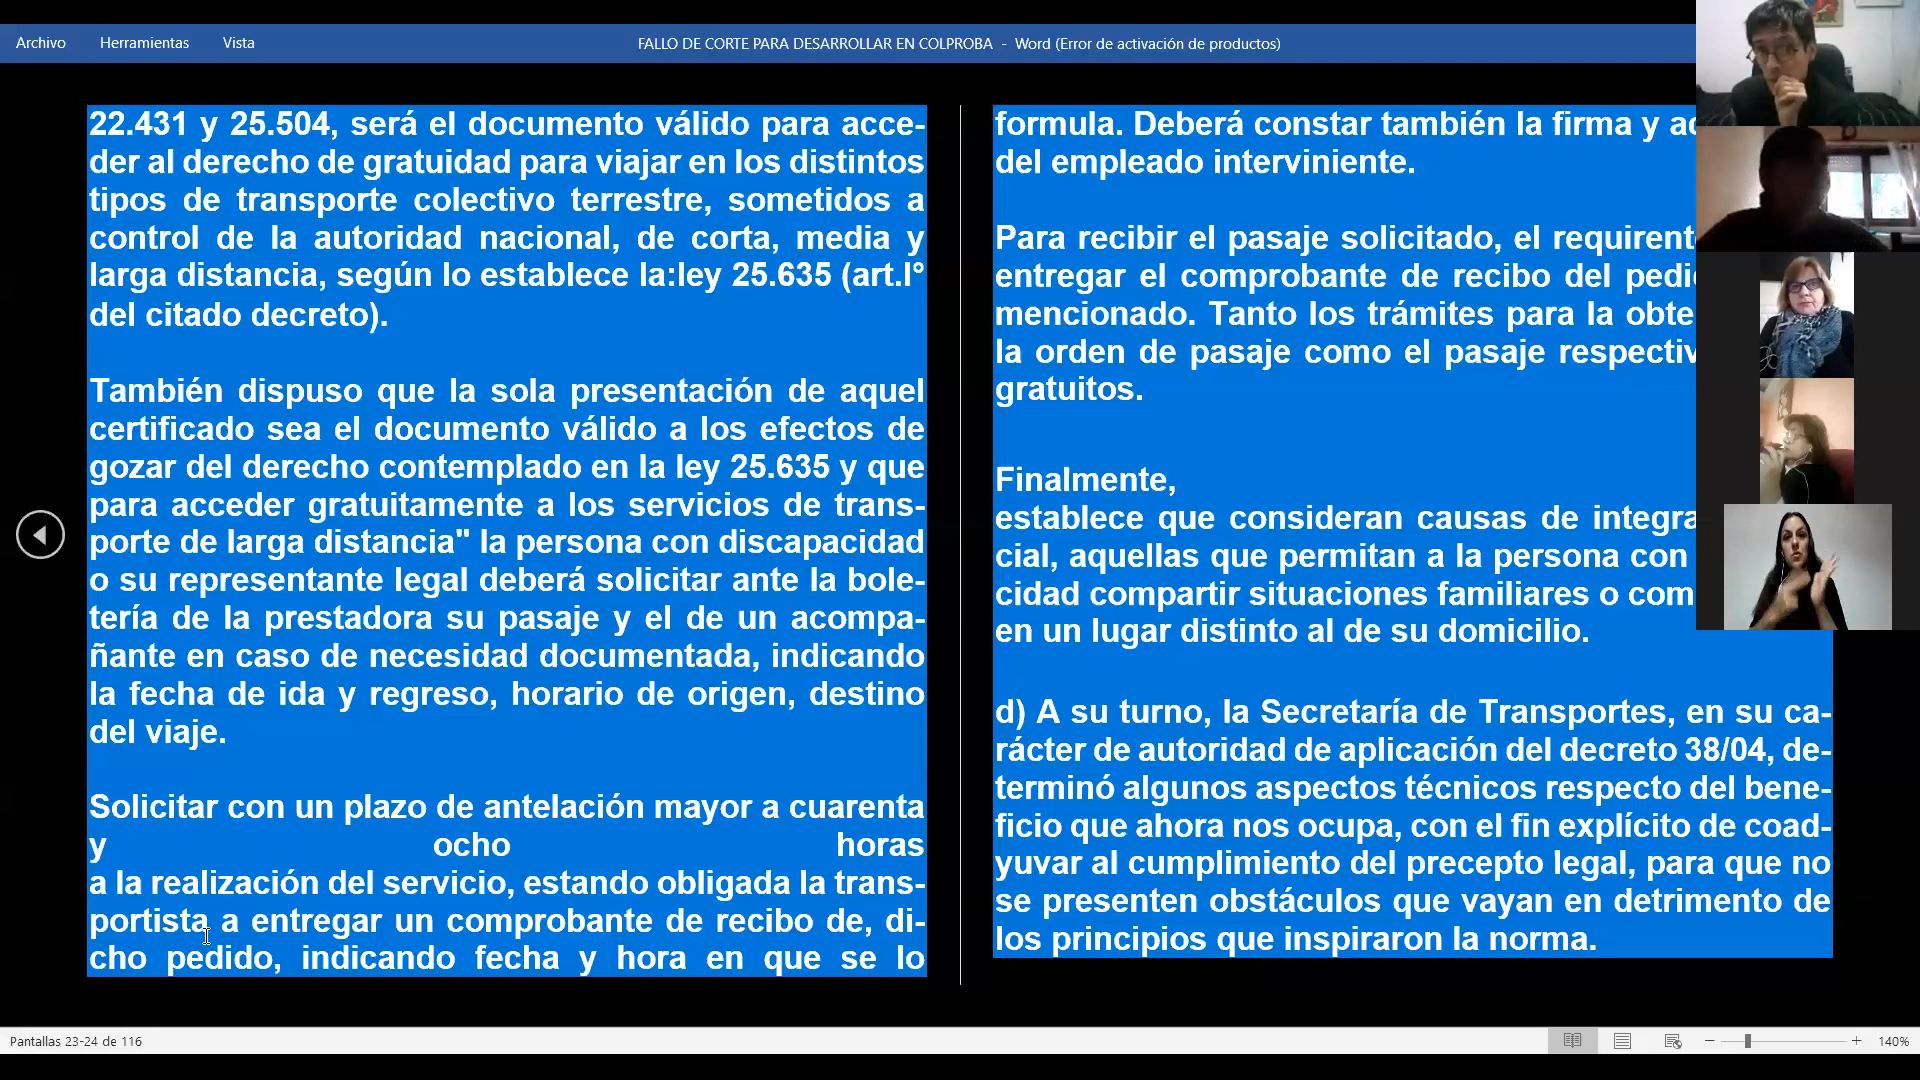 Archivo Herramientas Vista
FALLO DE CORTE PARA DESARROLLAR EN COLPROBA - Word (Error de activación de productos)
22.431 y 25.504, será el documento válido para acce-
der al derecho de gratuidad para viajar en los distintos
tipos de transporte colectivo terrestre, sometidos a
control de la autoridad nacional, de corta, media y
larga distancia, según lo establece la:ley 25.635 (art.l°
del citado decreto).
También dispuso que la sola presentación de aquel
certificado sea el documento válido a los efectos de
gozar del derecho contemplado en la ley 25.635 y que
para acceder gratuitamente a los servicios de trans-
porte de larga distancia" la persona con discapacidad
o su representante legal deberá solicitar ante la bole-
tería de la prestadora su pasaje y el de un acompa-
ñante en caso de necesidad documentada, indicando
la fecha de ida y regreso, horario de origen, destino
del viaje.
Solicitar con un plazo de antelación mayor a cuarenta
y ocho horas
a la realización del servicio, estando obligada la trans-
portista a entregar un comprobante de recibo de, di-
cho pedido, indicando fecha y hora en que se lo
formula. Deberá constar también la firma y
del empleado interviniente.
Para recibir el pasaje solicitado, el
entregar el comprobante de recibo del
mencionado. Tanto los trámites para la
la orden de pasaje como el pasaje
gratuitos.
Finalmente,
establece que consideran causas de
cial, aquellas que permitan a la persona con
cidad compartir situaciones familiares o
en un lugar distinto al de su domicilio.
d) A su turno, la Secretaría de Transportes, en su ca-
rácter de autoridad de aplicación del decreto 38/04, de-
terminó algunos aspectos técnicos respecto del bene-
ficio que ahora nos ocupa, con el fin explícito de coad-
yuvar al cumplimiento del precepto legal, para que no
se presenten obstáculos que vayan en detrimento de
los principios que inspiraron la norma.
Pantallas 23-24 de 116
140%